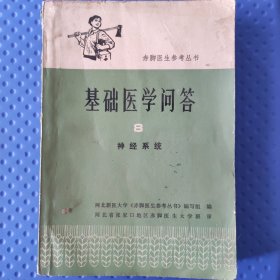 赤脚医生参考丛书
基础医学问答
8
神经系统
河北新医大学《赤脚医生参考丛书》编写组 编
河北省张家口地区赤脚医生大学 审